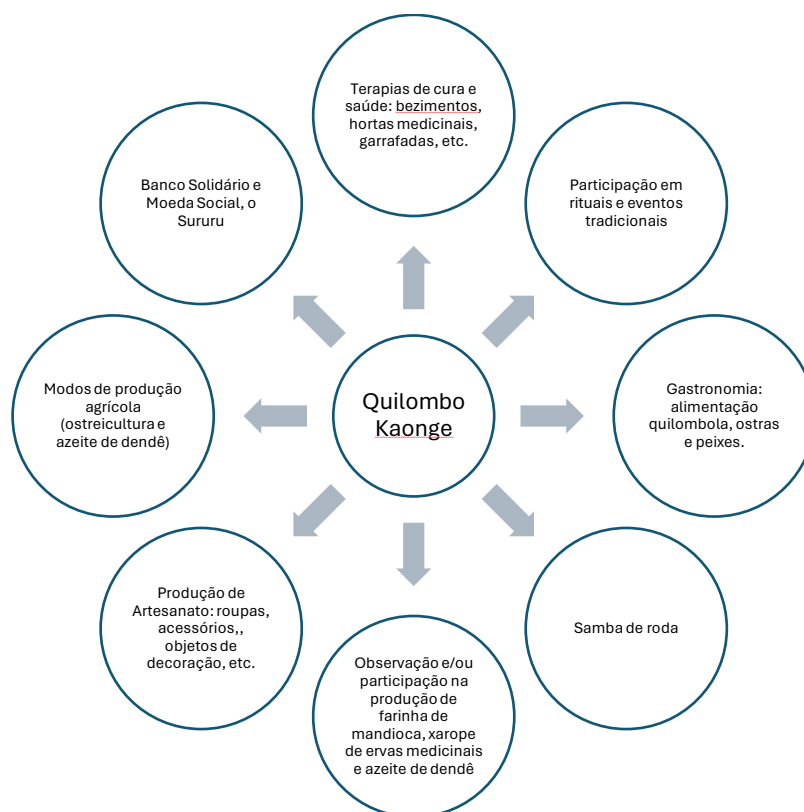 Terapias de cura e
saúde: bezimentos,
hortas medicinais,
garrafadas, etc.
Banco Solidário e
Moeda Social, o
Sururu
Participação em
rituais e eventos
tradicionais
Modos de produção
agrícola
(ostreicultura e
azeite de dendê)
Quilombo
Kaonge
Gastronomia:
alimentação
quilombola, ostras
e peixes.
Produção de
Artesanato: roupas,
acessórios,,
objetos de
decoração, etc.
Samba de roda
Observação e/ou
participação na
produção de
farinha de
mandioca, xarope
de ervas medicinais
e azeite de dendê